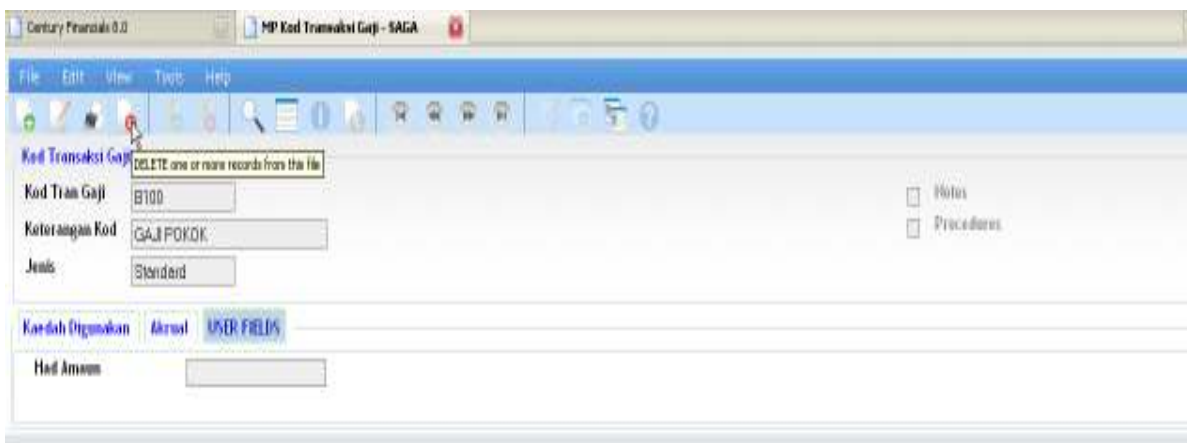 Century Financials 8.0
MP Kod Transaksi Gaji - SAGA
File Edit View Tools Help
Kod Transaksi Gaji
DELETE one or more records from this file
Kod Tran Gaji B100
Notes
Keterangan Kod GAJI POKOK
Procedures
Jenis Standard
Kaedah Digunakan Akrual USER FIELDS
Had Amaun